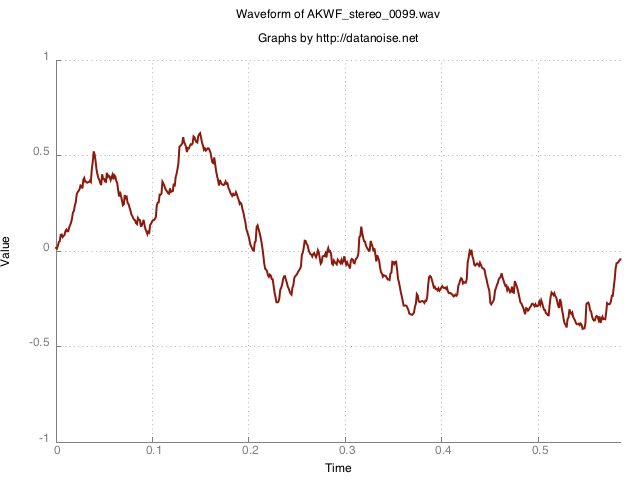 Waveform of AKWF_stereo_0099.wav
Graphs by http://datanoise.net
1
0.5
0
-0.5
-1
Value
0 0.1 0.2 0.3 0.4 0.5
Time